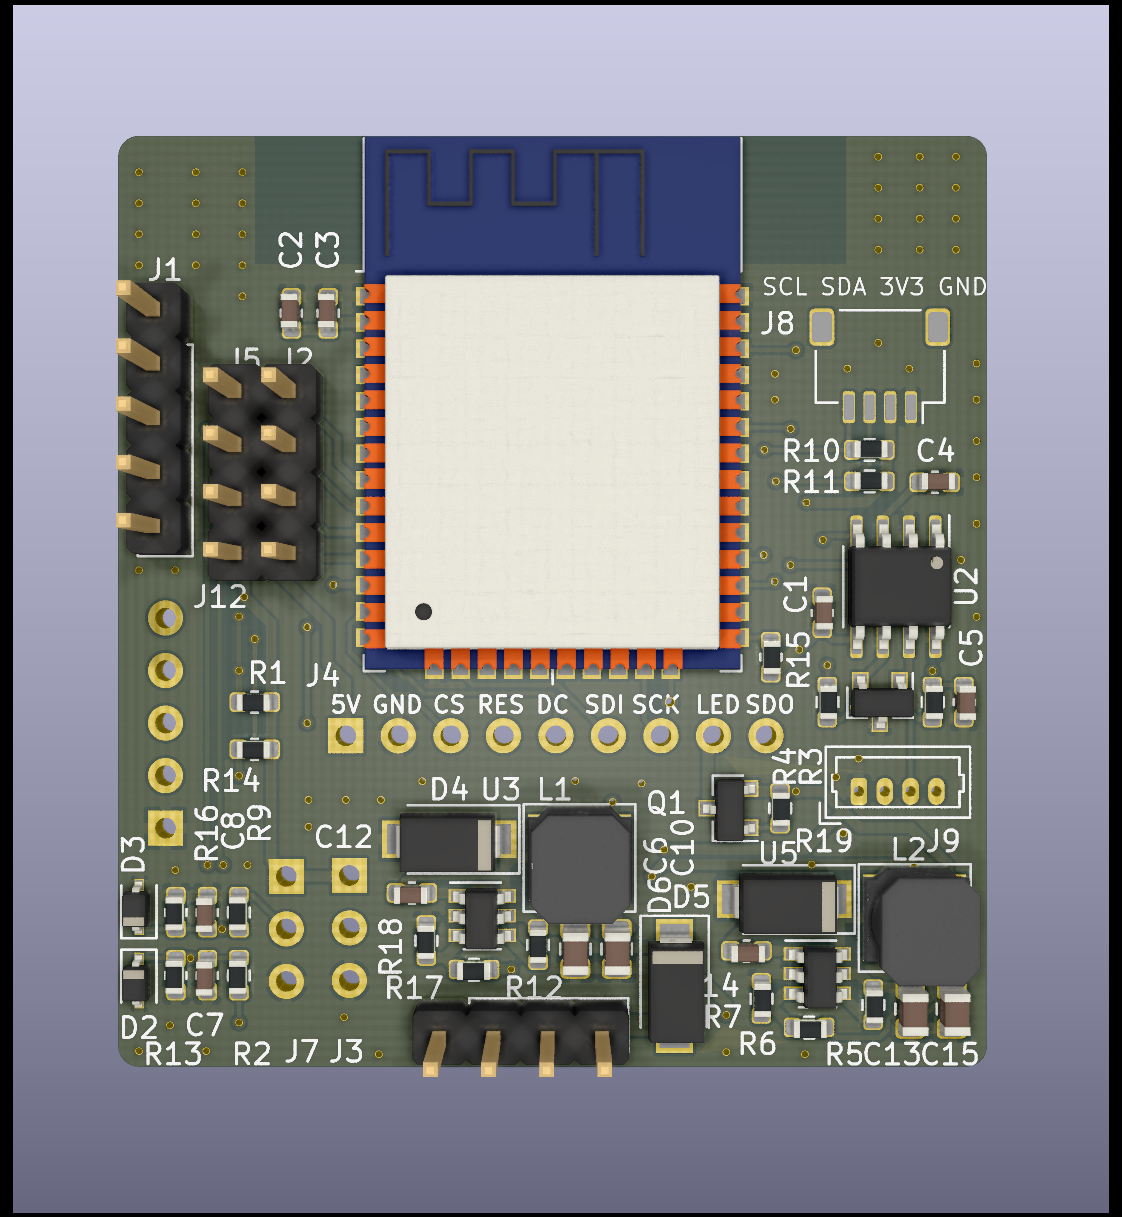 C2 C3
J1
SCL SDA 3V3 GND
J8
J5 J2
R10 C4
R11
U2
C1
J12
C5
R15
R1 J4
5V GND CS RES DC SDI SCK LED SDO
R4
R3
R14
D4 U3 L1
Q1
R16
C8
R9
C12
R19 J9
D3
U5 L2
D6 C6
C10
D5
R18
R17 R12
14
R7
D2 C7
R6
R13 R2 J7 J3
R5 C13 C15